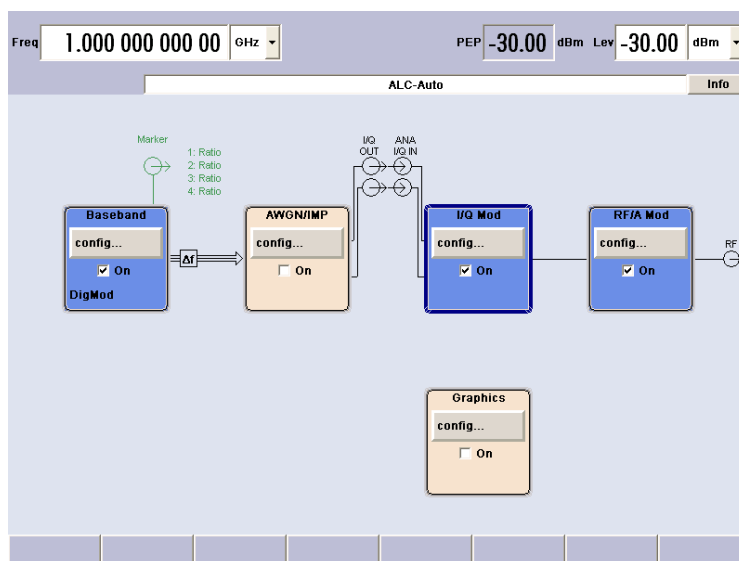 Freq 1.000 000 000 00 GHz PEP -30.00 dBm Lev -30.00 dBm
ALC-Auto Info
Marker
1: Ratio
2: Ratio
3: Ratio
4: Ratio
I/Q OUT
ANA I/Q IN
Baseband
config...
On
DigMod
Δf
AWGN/IMP
config...
On
I/Q Mod
config...
On
RF/A Mod
config...
On
RF
Graphics
config...
On